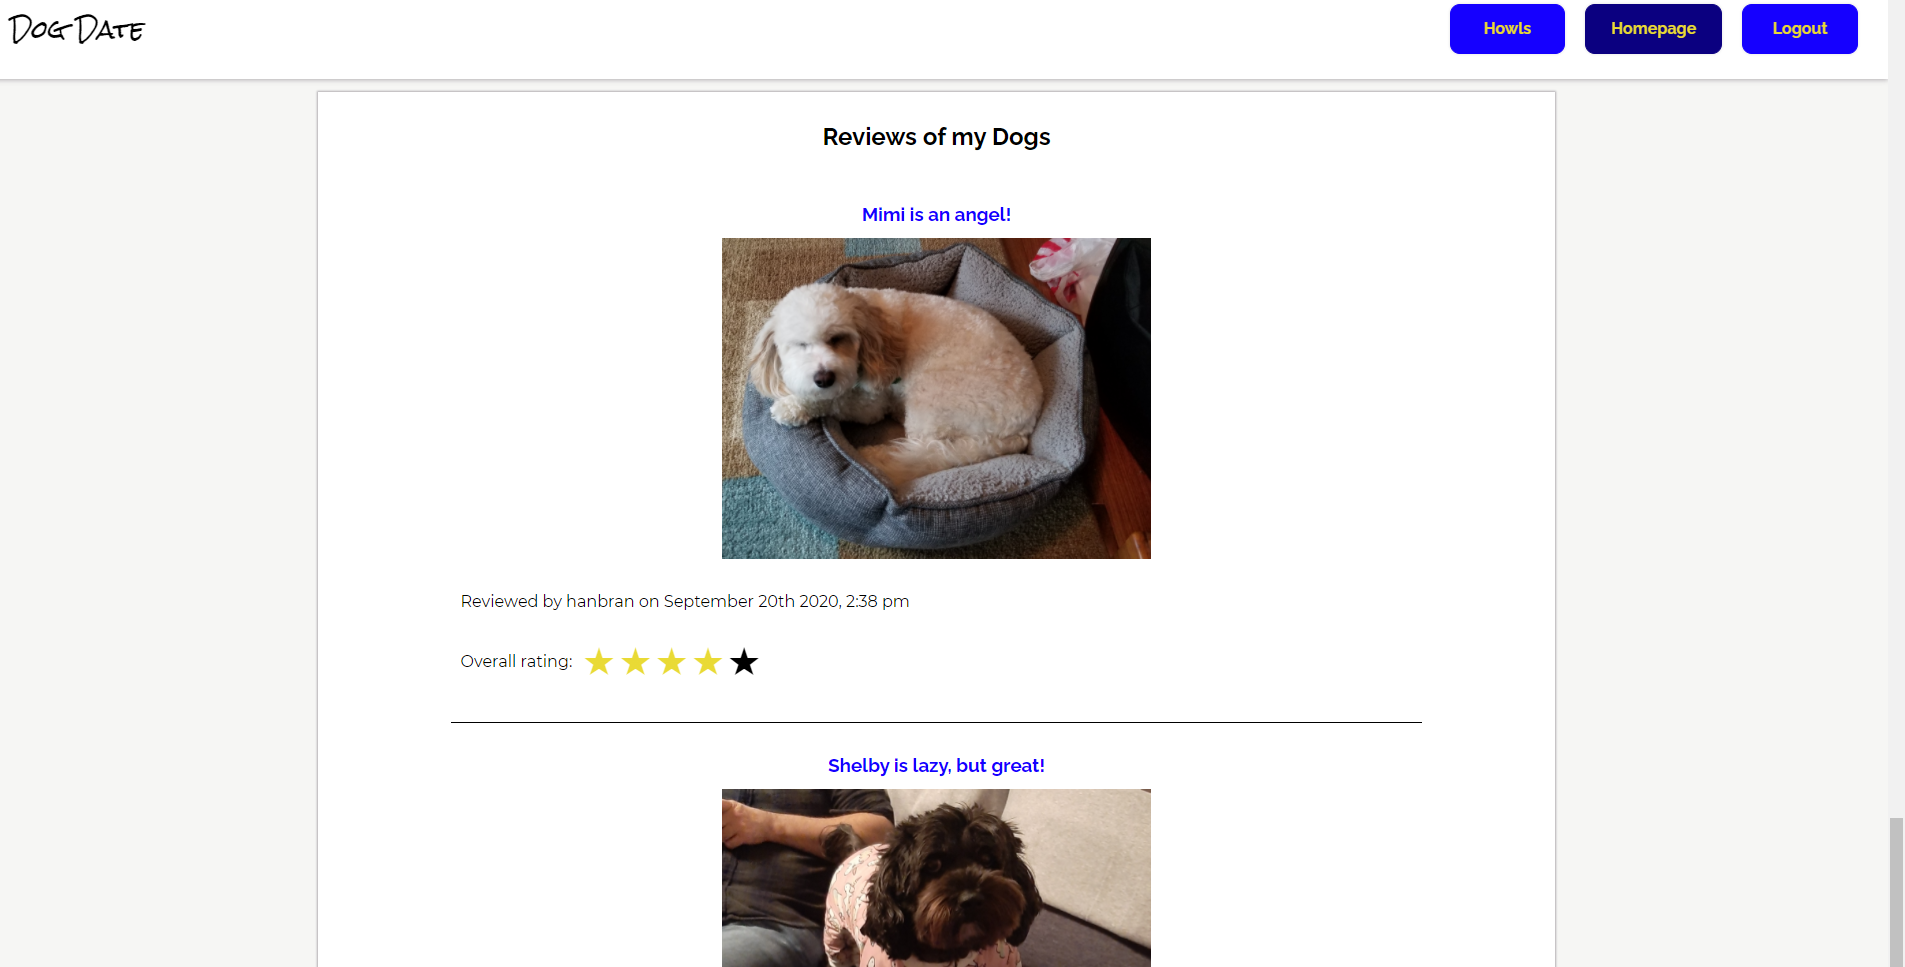 Dog Date
Howls
Homepage
Logout
Reviews of my Dogs
Mimi is an angel!
Reviewed by hanbran on September 20th 2020, 2:38 pm
Overall rating:
Shelby is lazy, but great!